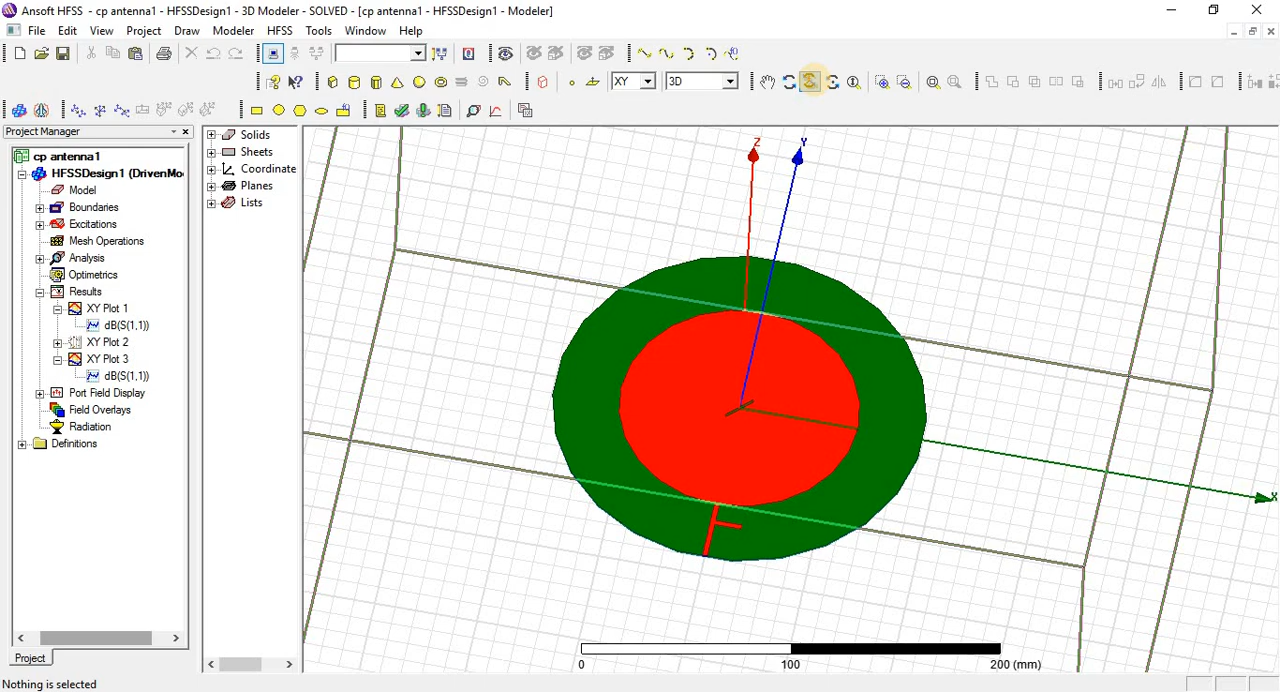 Ansoft HFSS - cp antenna1 - HFSSDesign1 - 3D Modeler - SOLVED - [cp antenna1 - HFSSDesign1 - Modeler]
File Edit View Project Draw Modeler HFSS Tools Window Help
XY 3D
Project Manager
cp antenna1
HFSSDesign1 (DrivenMo
Model
Boundaries
Excitations
Mesh Operations
Analysis
Optimetrics
Results
XY Plot 1
dB(S(1,1))
XY Plot 2
XY Plot 3
dB(S(1,1))
Port Field Display
Field Overlays
Radiation
Definitions
Project
Solids
Sheets
Coordinate
Planes
Lists
Z Y
X
0 100 200 (mm)
Nothing is selected